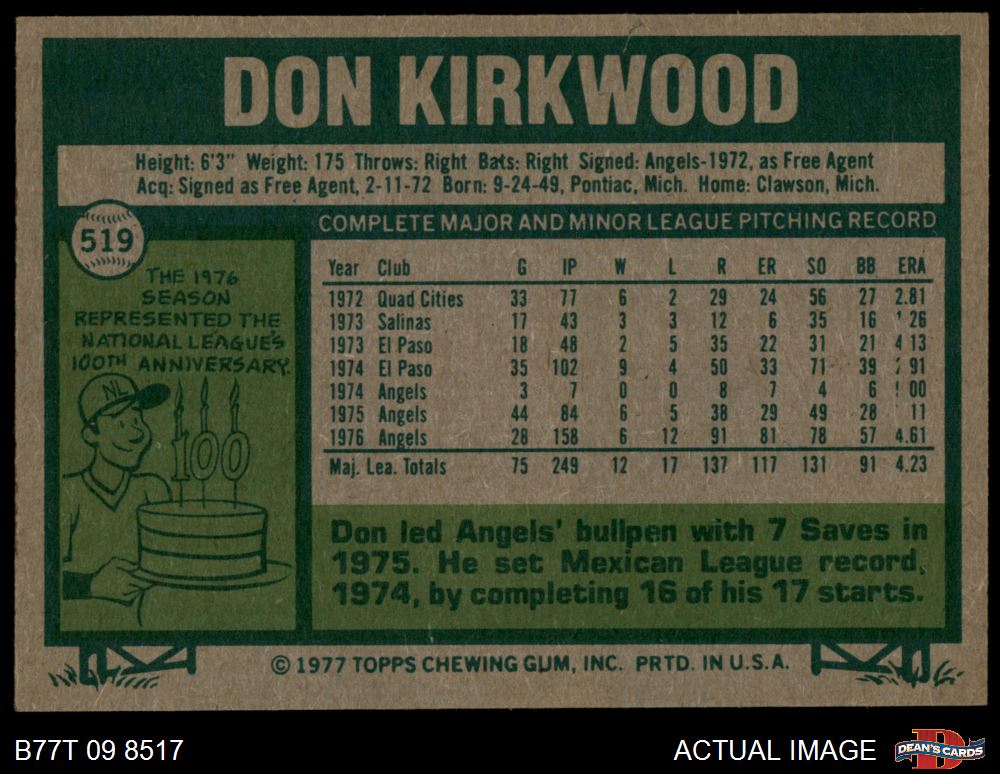 DON KIRKWOOD
Height: 6'3" Weight: 175 Throws: Right Bats: Right Signed: Angels-1972, as Free Agent
Acq: Signed as Free Agent, 2-11-72 Born: 9-24-49, Pontiac, Mich. Home: Clawson, Mich.
519
THE 1976
SEASON
REPRESENTED THE
NATIONAL LEAGUE'S
100TH ANNIVERSARY.
NL
100
COMPLETE MAJOR AND MINOR LEAGUE PITCHING RECORD
Year Club G IP W L R ER SO BB ERA
1972 Quad Cities 33 77 6 2 29 24 56 27 2.81
1973 Salinas 17 43 3 3 12 6 35 16 26
1973 El Paso 18 48 2 5 35 22 31 21 4 13
1974 El Paso 35 102 9 4 50 33 71 39 91
1974 Angels 3 7 0 0 8 7 4 6 00
1975 Angels 44 84 6 5 38 29 49 28 11
1976 Angels 28 158 6 12 91 81 78 57 4.61
Maj. Lea. Totals 75 249 12 17 137 117 131 91 4.23
Don led Angels' bullpen with 7 Saves in
1975. He set Mexican League record,
1974, by completing 16 of his 17 starts.
© 1977 TOPPS CHEWING GUM, INC. PRTD. IN U.S.A.
B77T 09 8517
ACTUAL IMAGE
DEAN'S CARDS